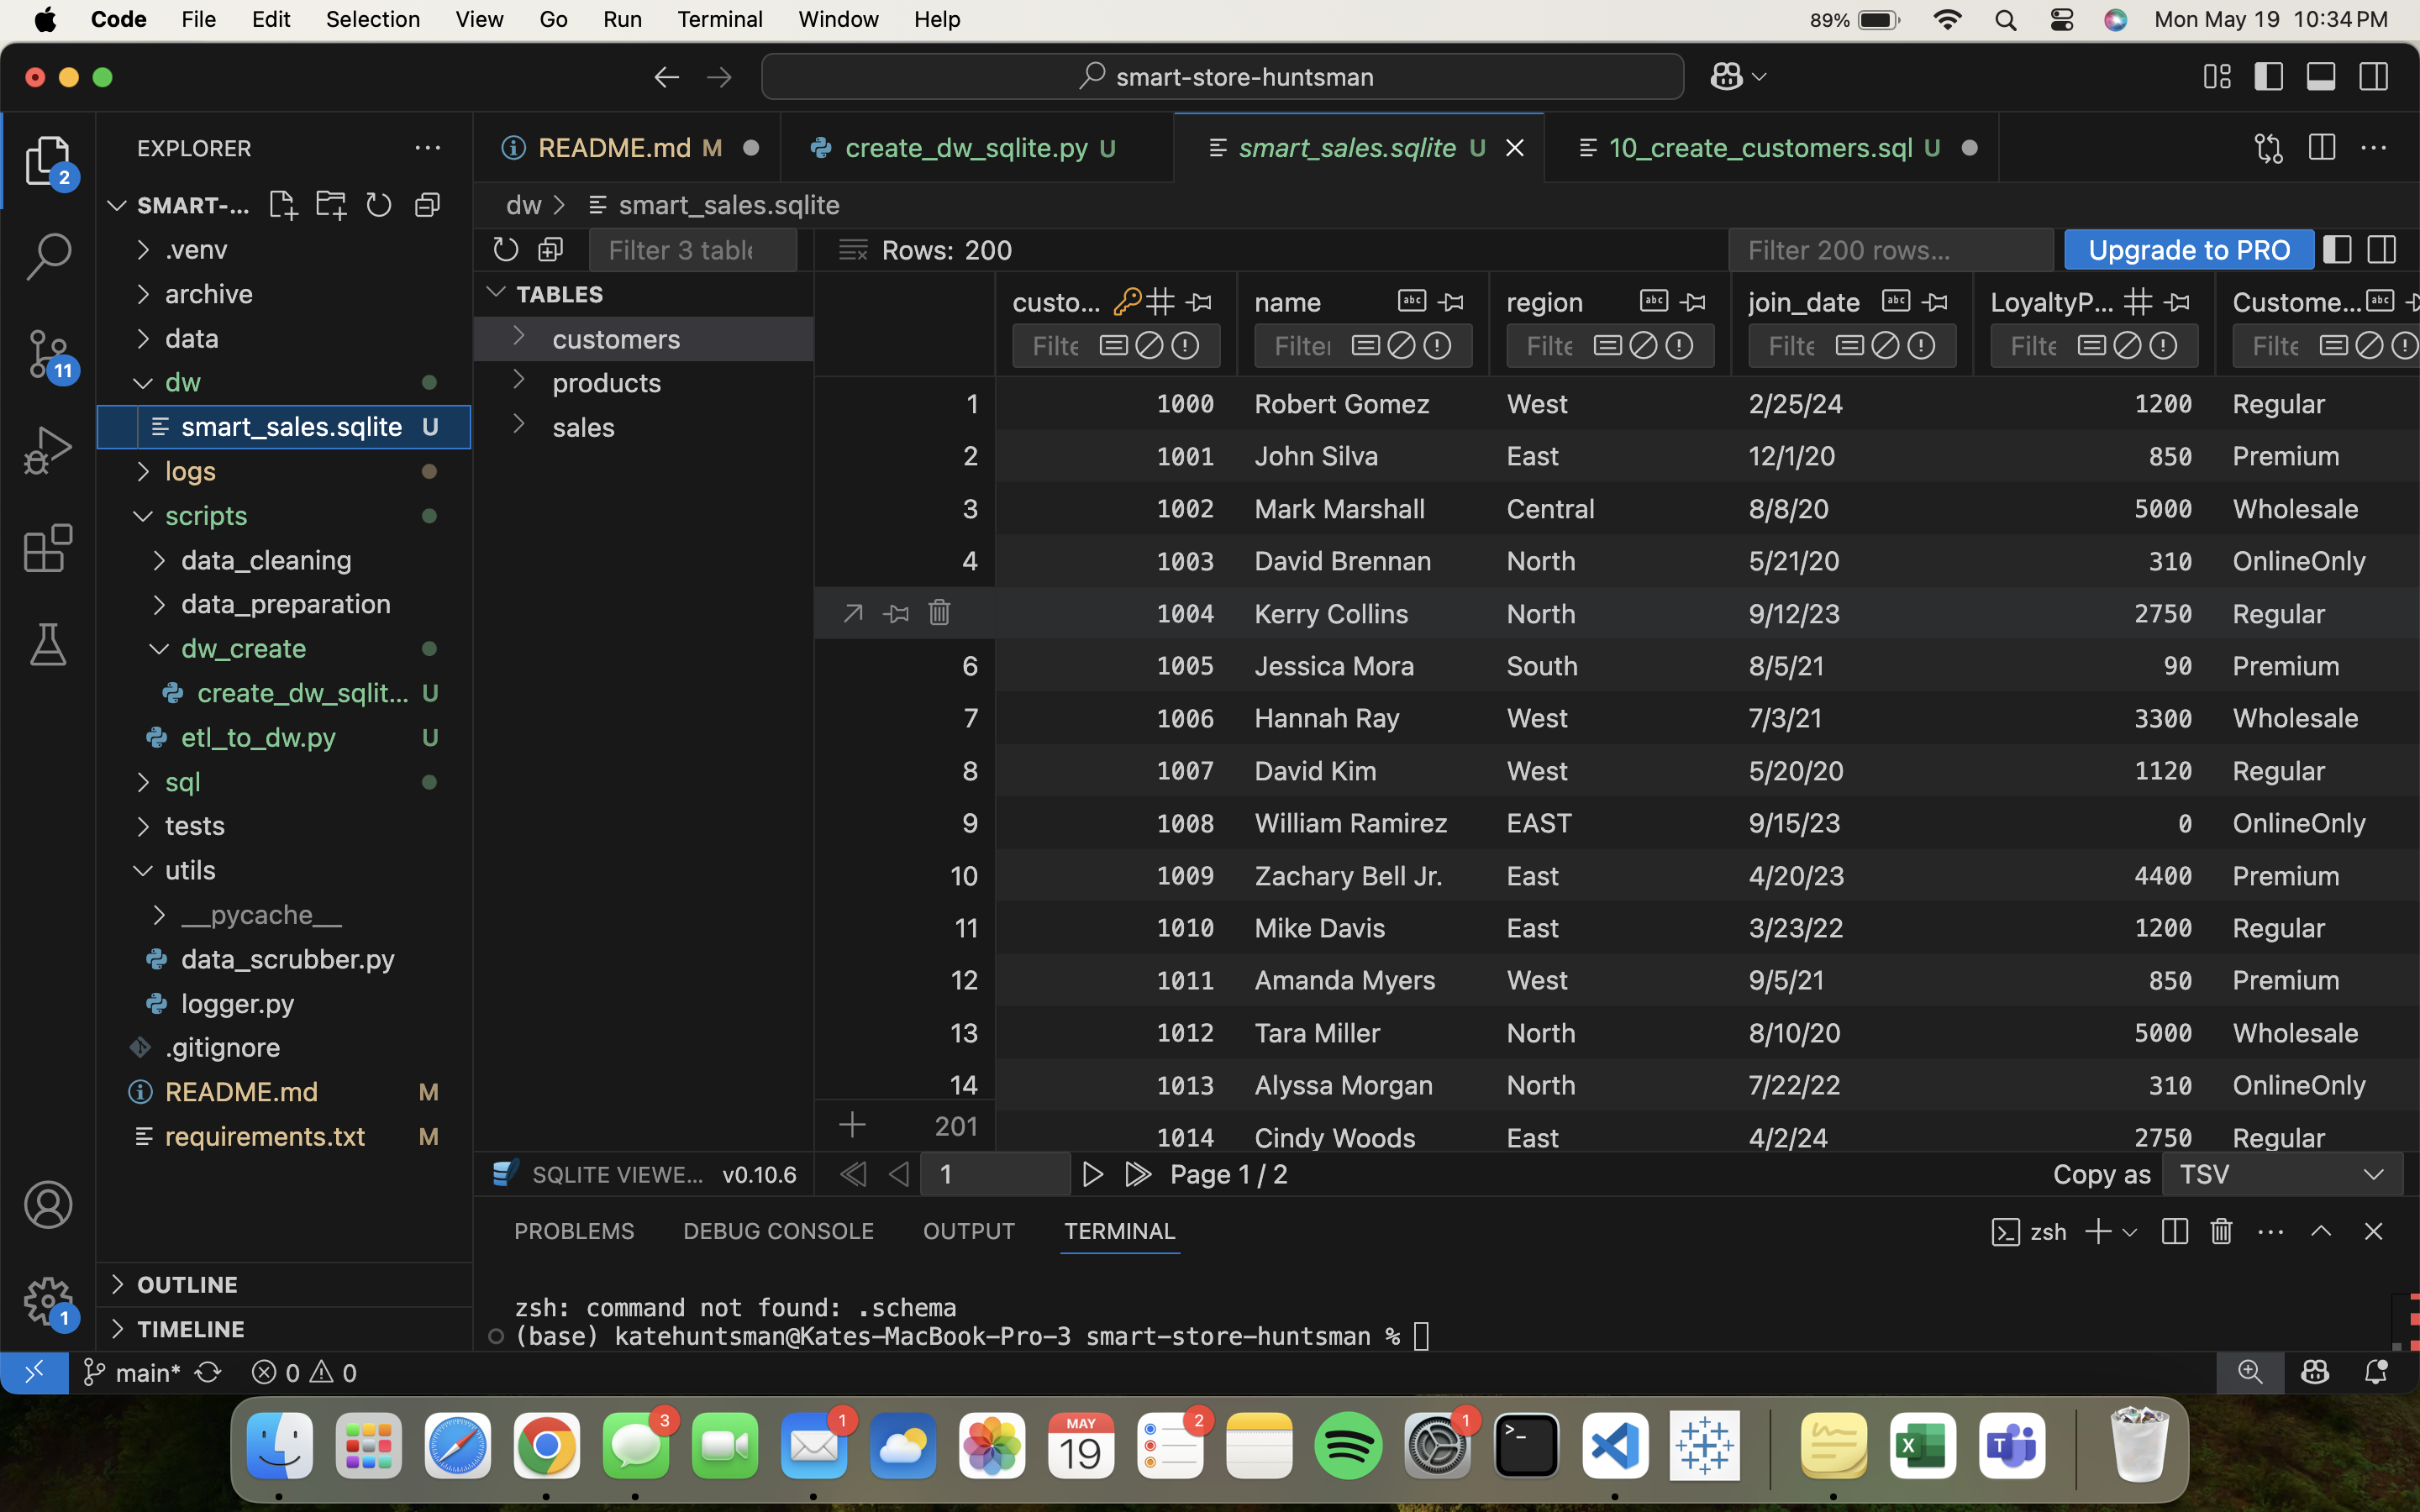 Code File Edit Selection View Go Run Terminal Window Help 89% Mon May 19 10:34 PM
smart-store-huntsman
EXPLORER
2
SMART-...
.venv
archive
data
dw
smart_sales.sqlite U
11
logs
scripts
data_cleaning
data_preparation
dw_create
create_dw_sqlit... U
etl_to_dw.py U
sql
tests
utils
__pycache__
data_scrubber.py
logger.py
.gitignore
README.md M
requirements.txt M
OUTLINE
TIMELINE
1
README.md M create_dw_sqlite.py U smart_sales.sqlite U 10_create_customers.sql U
dw > smart_sales.sqlite
Filter 3 table Rows: 200 Filter 200 rows... Upgrade to PRO
TABLES
customers
products
sales
custo... name region join_date LoyaltyP... Custome...
Filte Filter Filte Filte Filte Filte
1 1000 Robert Gomez West 2/25/24 1200 Regular
2 1001 John Silva East 12/1/20 850 Premium
3 1002 Mark Marshall Central 8/8/20 5000 Wholesale
4 1003 David Brennan North 5/21/20 310 OnlineOnly
1004 Kerry Collins North 9/12/23 2750 Regular
6 1005 Jessica Mora South 8/5/21 90 Premium
7 1006 Hannah Ray West 7/3/21 3300 Wholesale
8 1007 David Kim West 5/20/20 1120 Regular
9 1008 William Ramirez EAST 9/15/23 0 OnlineOnly
10 1009 Zachary Bell Jr. East 4/20/23 4400 Premium
11 1010 Mike Davis East 3/23/22 1200 Regular
12 1011 Amanda Myers West 9/5/21 850 Premium
13 1012 Tara Miller North 8/10/20 5000 Wholesale
14 1013 Alyssa Morgan North 7/22/22 310 OnlineOnly
201 1014 Cindy Woods East 4/2/24 2750 Regular
SQLITE VIEWE... v0.10.6 1 Page 1 / 2 Copy as TSV
PROBLEMS DEBUG CONSOLE OUTPUT TERMINAL zsh
zsh: command not found: .schema
(base) katehuntsman@Kates-MacBook-Pro-3 smart-store-huntsman %
main* 0 0
3 1 MAY 19 2 1